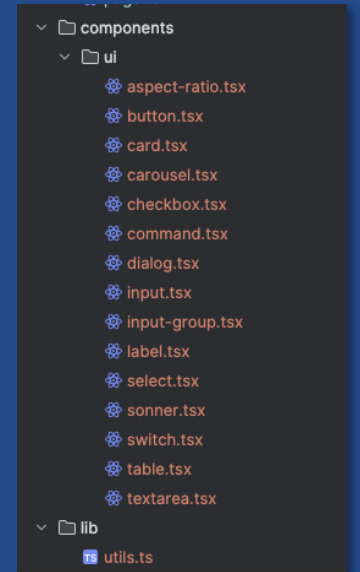 components
ui
aspect-ratio.tsx
button.tsx
card.tsx
carousel.tsx
checkbox.tsx
command.tsx
dialog.tsx
input.tsx
input-group.tsx
label.tsx
select.tsx
sonner.tsx
switch.tsx
table.tsx
textarea.tsx
lib
TS utils.ts